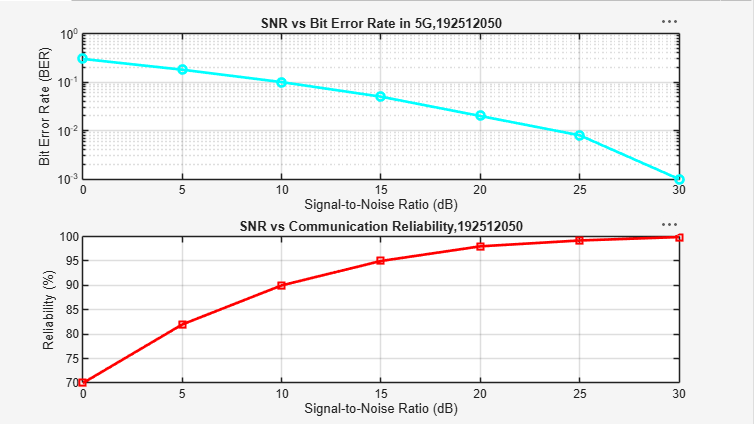 SNR vs Bit Error Rate in 5G,192512050
Bit Error Rate (BER)
10⁰
10⁻¹
10⁻²
10⁻³
0 5 10 15 20 25 30
Signal-to-Noise Ratio (dB)
SNR vs Communication Reliability,192512050
Reliability (%)
100
95
90
85
80
75
70
0 5 10 15 20 25 30
Signal-to-Noise Ratio (dB)